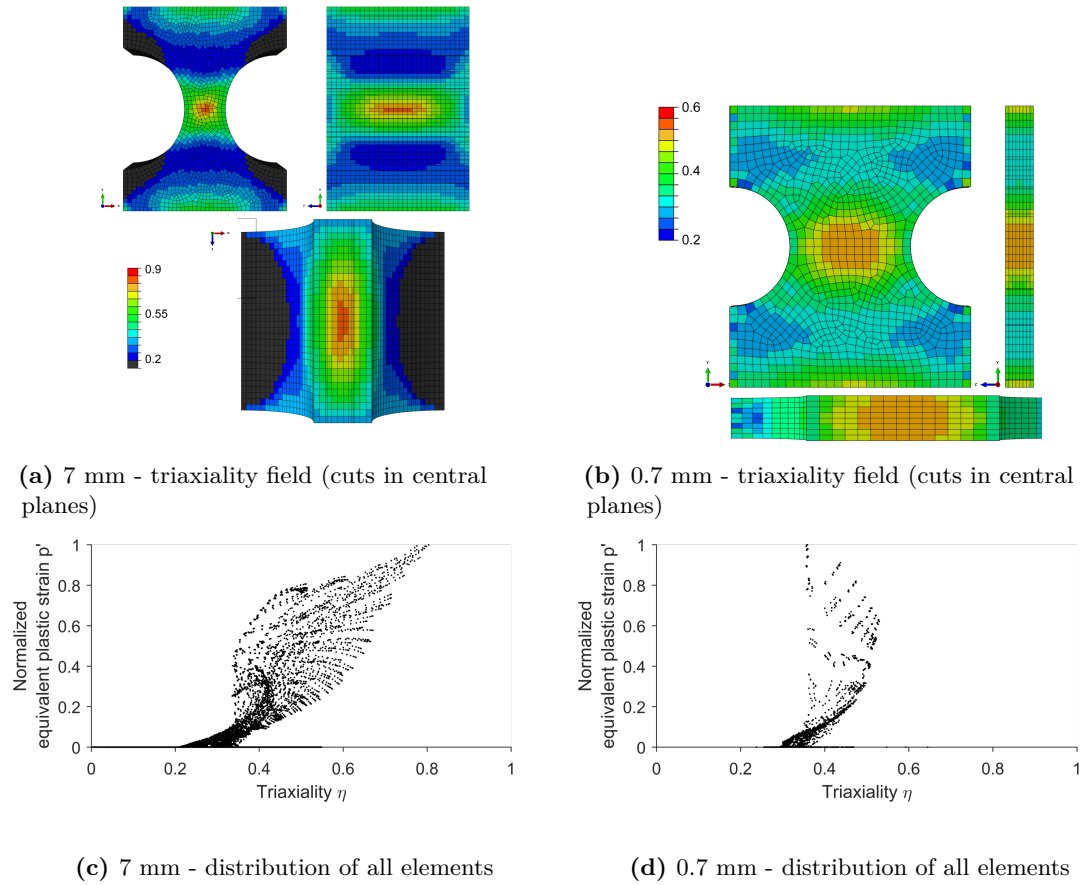 0.9
0.55
0.2
0.6
0.4
0.2
(a) 7 mm - triaxiality field (cuts in central
planes)
(b) 0.7 mm - triaxiality field (cuts in central
planes)
Normalized
equivalent plastic strain p'
1
0.8
0.6
0.4
0.2
0
0 0.2 0.4 0.6 0.8 1
Triaxiality η
Normalized
equivalent plastic strain p'
1
0.8
0.6
0.4
0.2
0
0 0.2 0.4 0.6 0.8 1
Triaxiality η
(c) 7 mm - distribution of all elements
(d) 0.7 mm - distribution of all elements